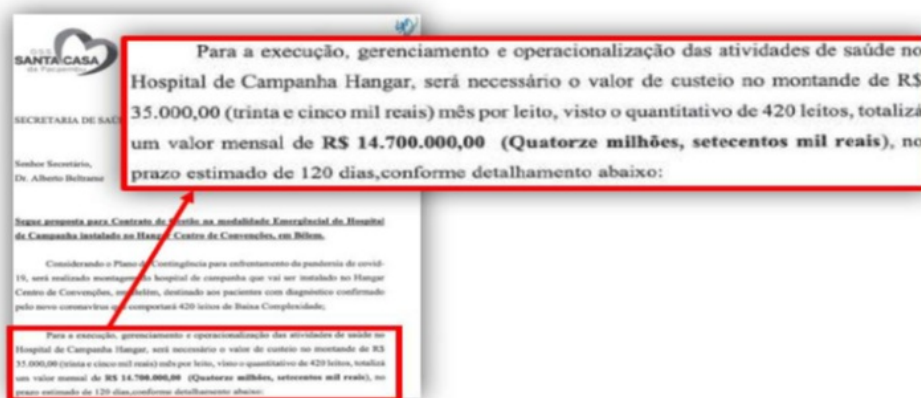 OSS
SANTA CASA
de Pacaembu
SECRETARIA DE SAÚ
Senhor Secretário,
Dr. Alberto Beltrame
Para a execução, gerenciamento e operacionalização das atividades de saúde no
Hospital de Campanha Hangar, será necessário o valor de custeio no montande de R$
35.000,00 (trinta e cinco mil reais) mês por leito, visto o quantitativo de 420 leitos, totaliza
um valor mensal de R$ 14.700.000,00 (Quatorze milhões, setecentos mil reais), no
prazo estimado de 120 dias,conforme detalhamento abaixo:
Segue proposta para Contrato de Gestão na modalidade Emergêncial do Hospital
de Campanha instalado no Hangar Centro de Convenções, em Bélem.
Considerando o Plano de Contingência para enfrentamento da pandemia de covid-
19, será realizado montagem do hospital de campanha que vai ser instalado no Hangar
Centro de Convenções, em Belém, destinado aos pacientes com diagnóstico confirmado
pelo novo coronavírus que comportará 420 leitos de Baixa Complexidade;
Para a execução, gerenciamento e operacionalização das atividades de saúde no
Hospital de Campanha Hangar, será necessário o valor de custeio no montande de R$
35.000,00 (trinta e cinco mil reais) mês por leito, visto o quantitativo de 420 leitos, totaliza
um valor mensal de R$ 14.700.000,00 (Quatorze milhões, setecentos mil reais), no
prazo estimado de 120 dias,conforme detalhamento abaixo: